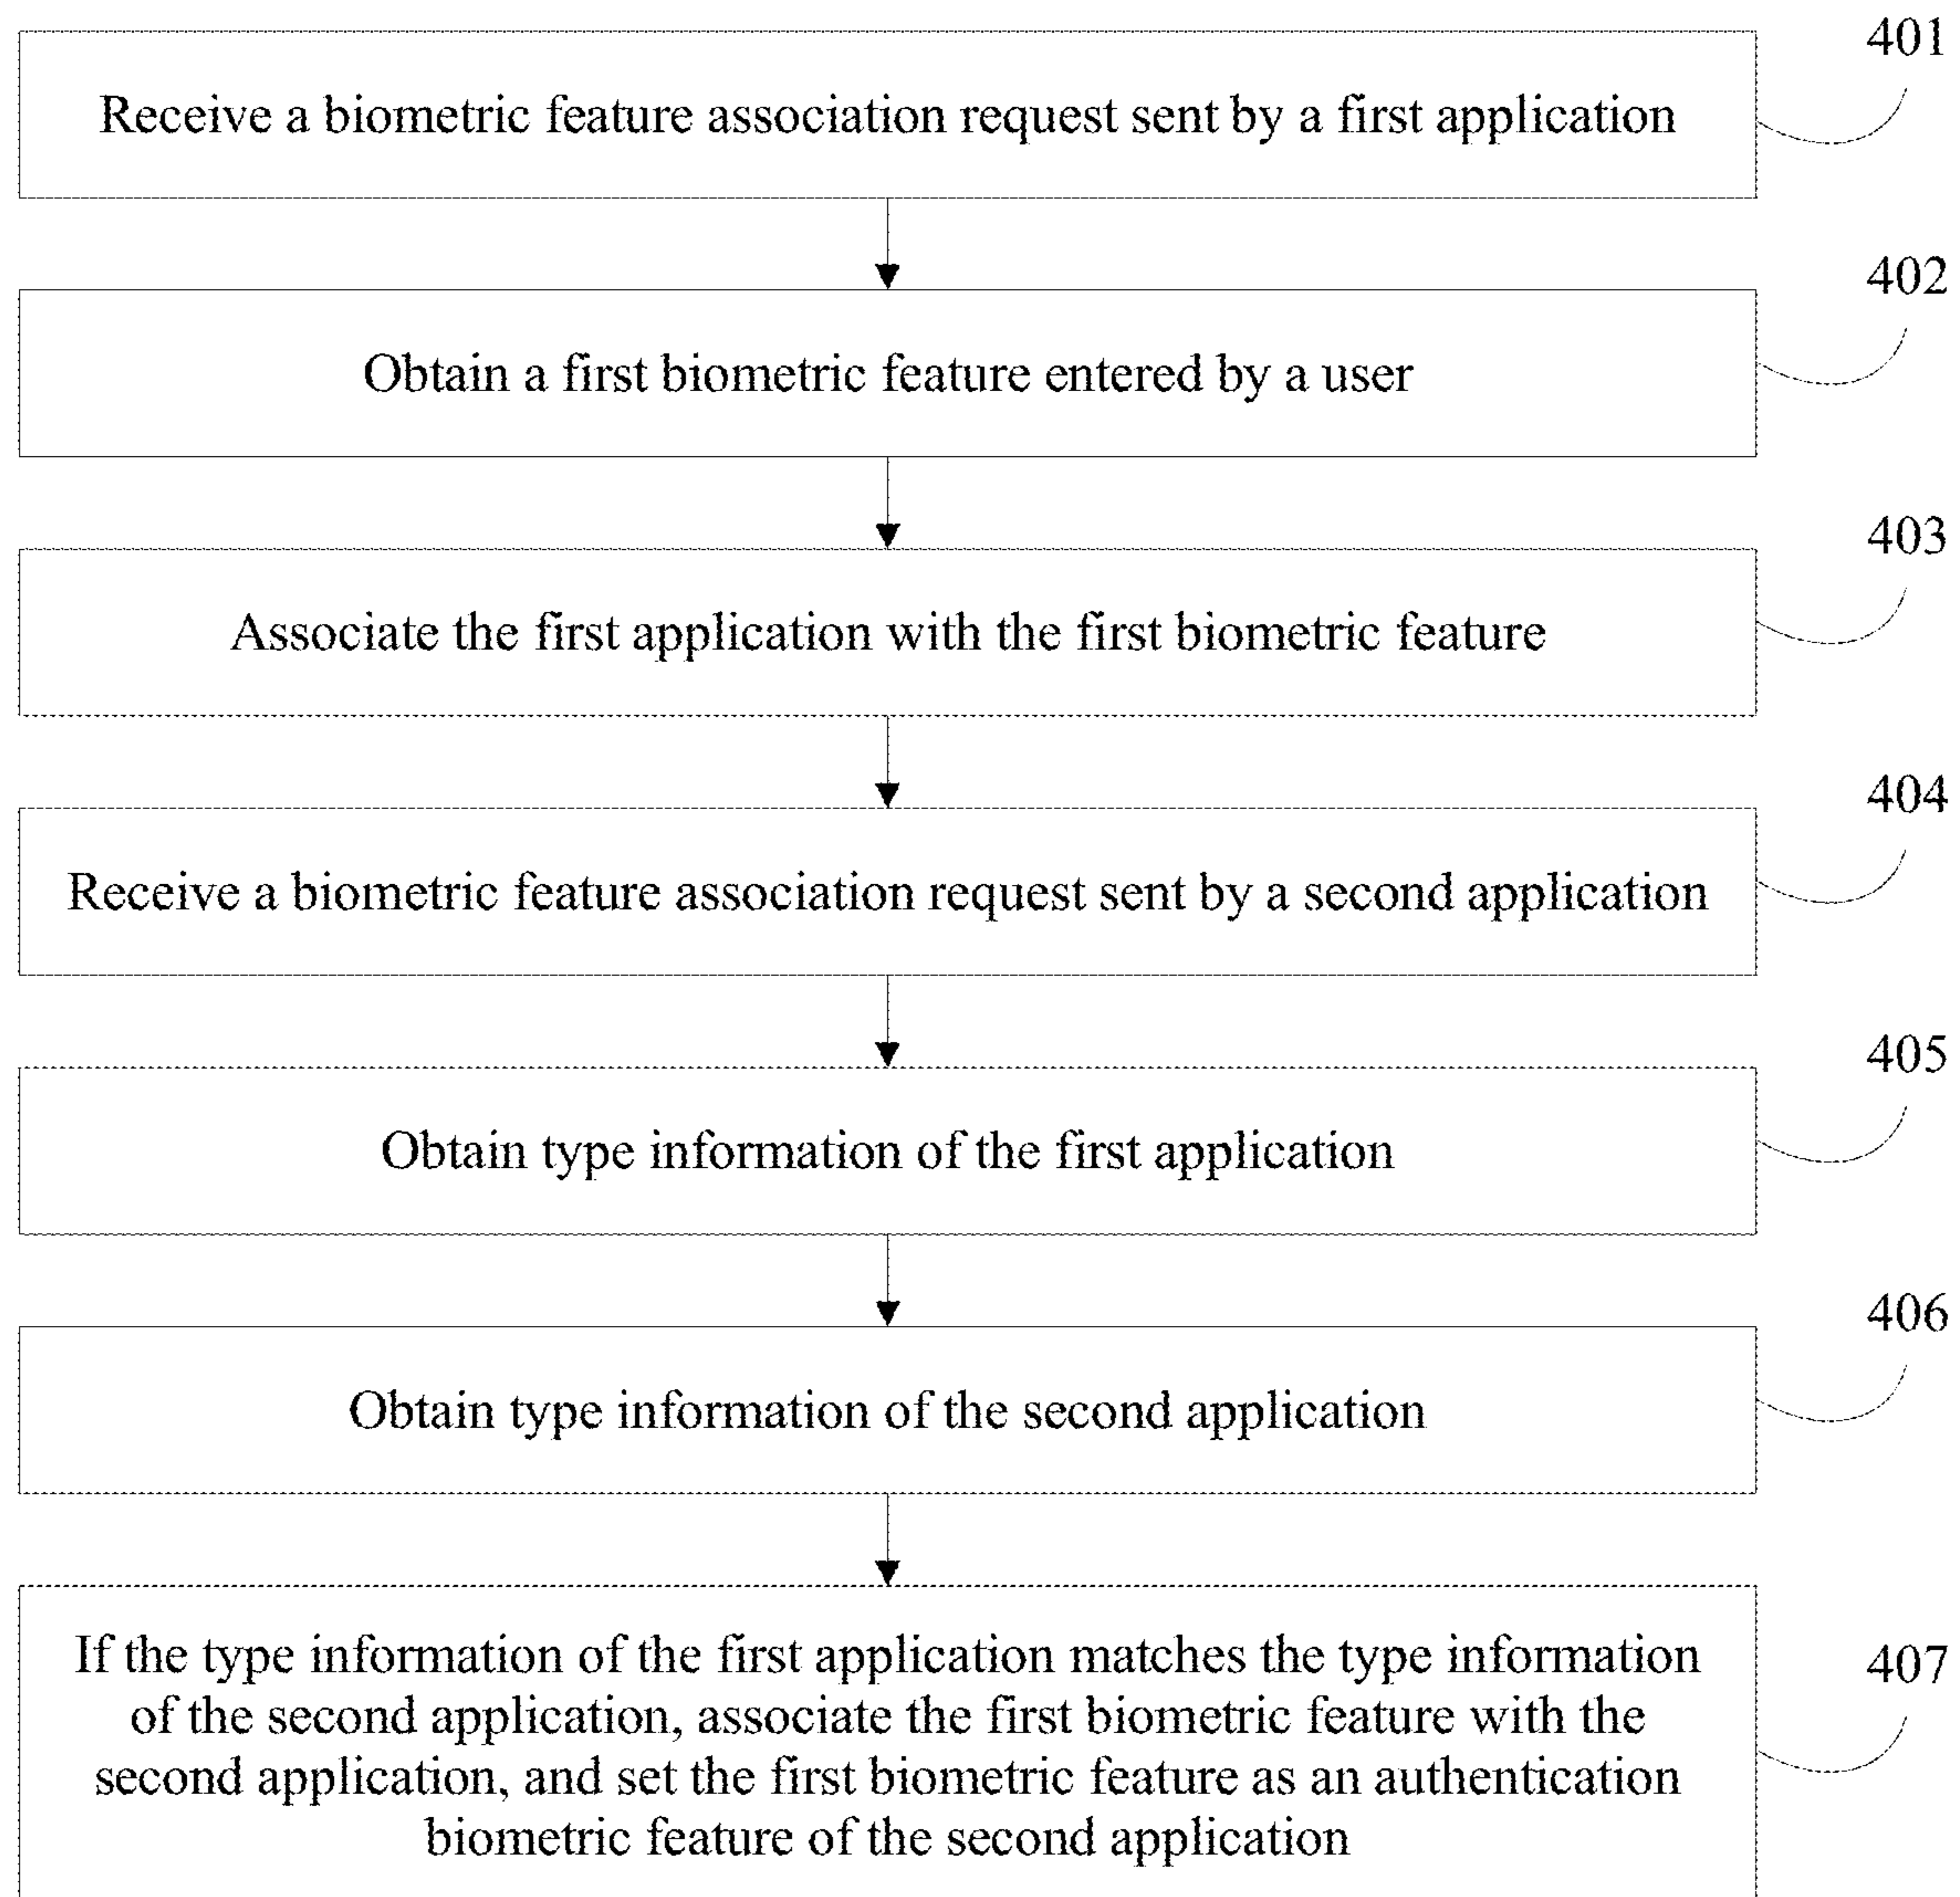 401
Receive a biometric feature association request sent by a first application
402
Obtain a first biometric feature entered by a user
403
Associate the first application with the first biometric feature
404
Receive a biometric feature association request sent by a second application
405
Obtain type information of the first application
406
Obtain type information of the second application
407
If the type information of the first application matches the type information
of the second application, associate the first biometric feature with the
second application, and set the first biometric feature as an authentication
biometric feature of the second application